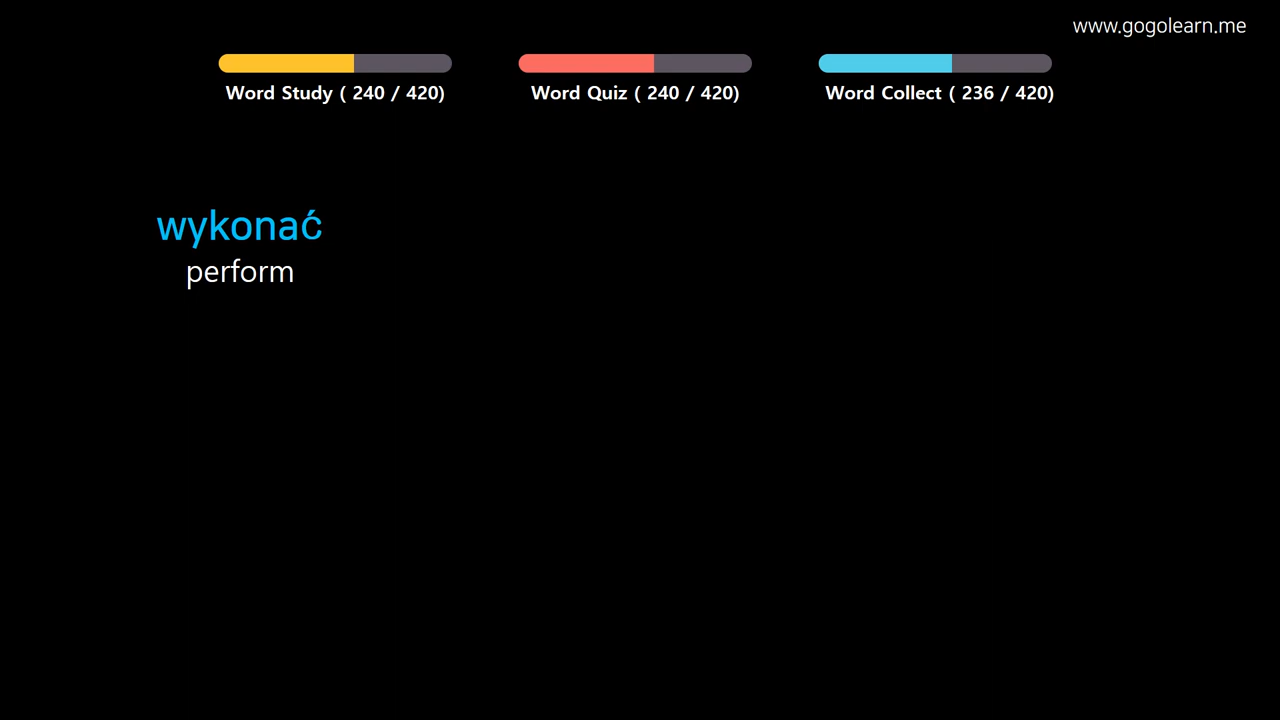 www.gogolearn.me
Word Study ( 240 / 420)
Word Quiz ( 240 / 420)
Word Collect ( 236 / 420)
wykonać
perform